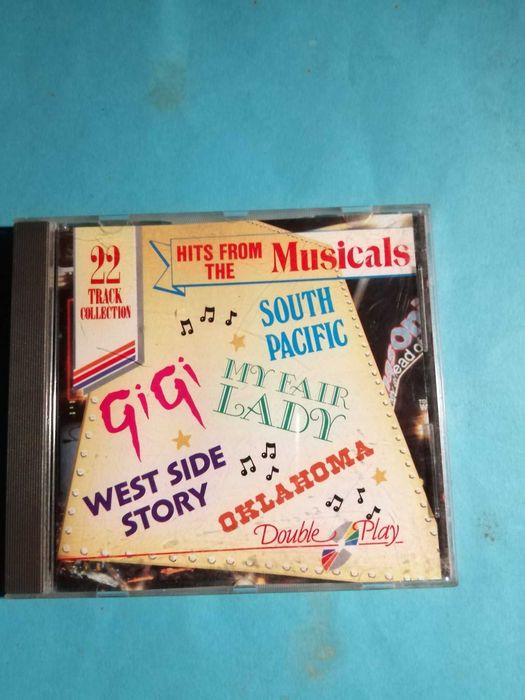 22
TRACK
COLLECTION
HITS FROM
THE
Musicals
SOUTH
PACIFIC
GiGi
MY FAIR
LADY
WEST SIDE
STORY
OKLAHOMA
Double Play